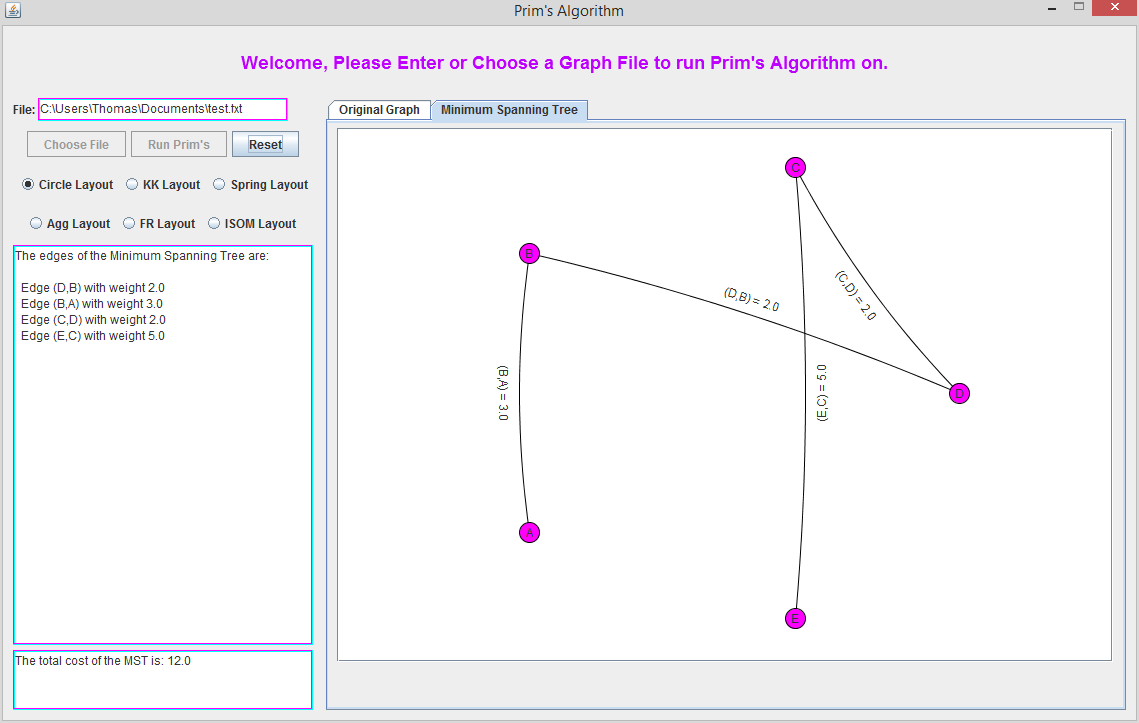 Prim's Algorithm
Welcome, Please Enter or Choose a Graph File to run Prim's Algorithm on.
File: C:\Users\Thomas\Documents\test.txt
Choose File Run Prim's Reset
Circle Layout KK Layout Spring Layout
Agg Layout FR Layout ISOM Layout
The edges of the Minimum Spanning Tree are:
Edge (D,B) with weight 2.0
Edge (B,A) with weight 3.0
Edge (C,D) with weight 2.0
Edge (E,C) with weight 5.0
The total cost of the MST is: 12.0
Original Graph Minimum Spanning Tree
C
B
(D,B) = 2.0
(C,D) = 2.0
(B,A) = 3.0
(E,C) = 5.0
D
A
E